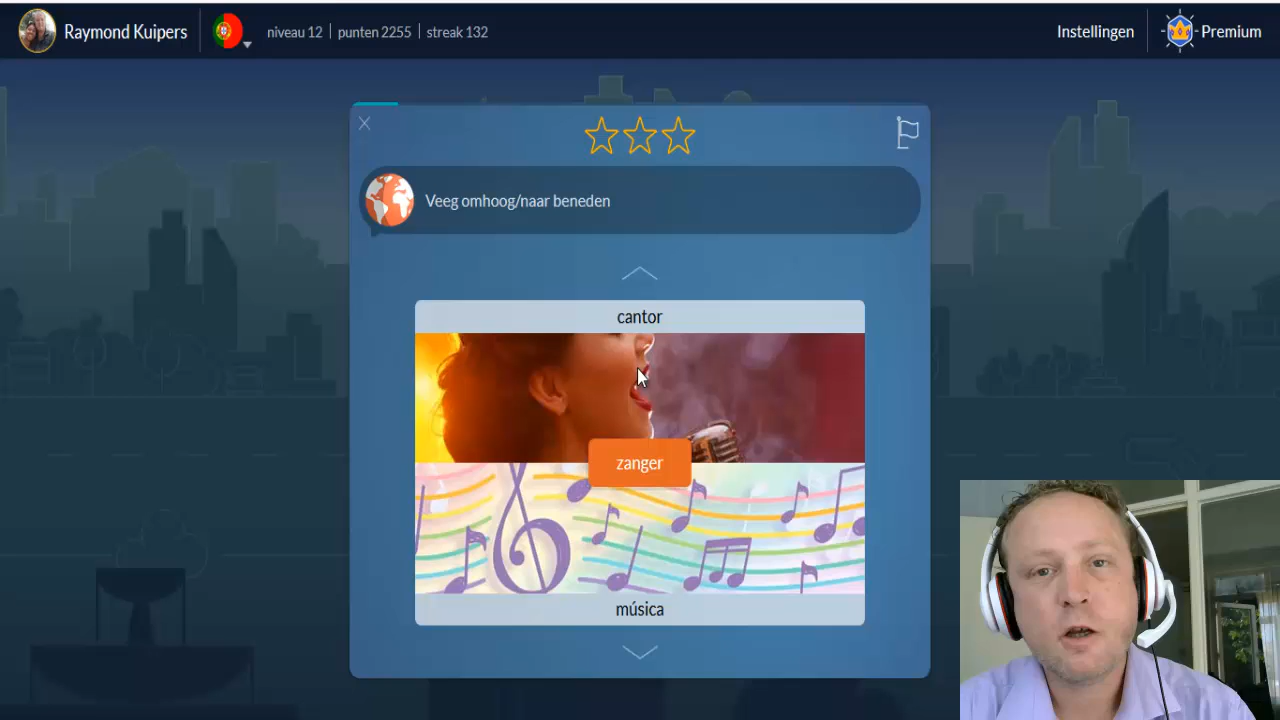 Raymond Kuipers
niveau 12 | punten 2255 | streak 132
Instellingen
Premium
Veeg omhoog/naar beneden
cantor
zanger
música